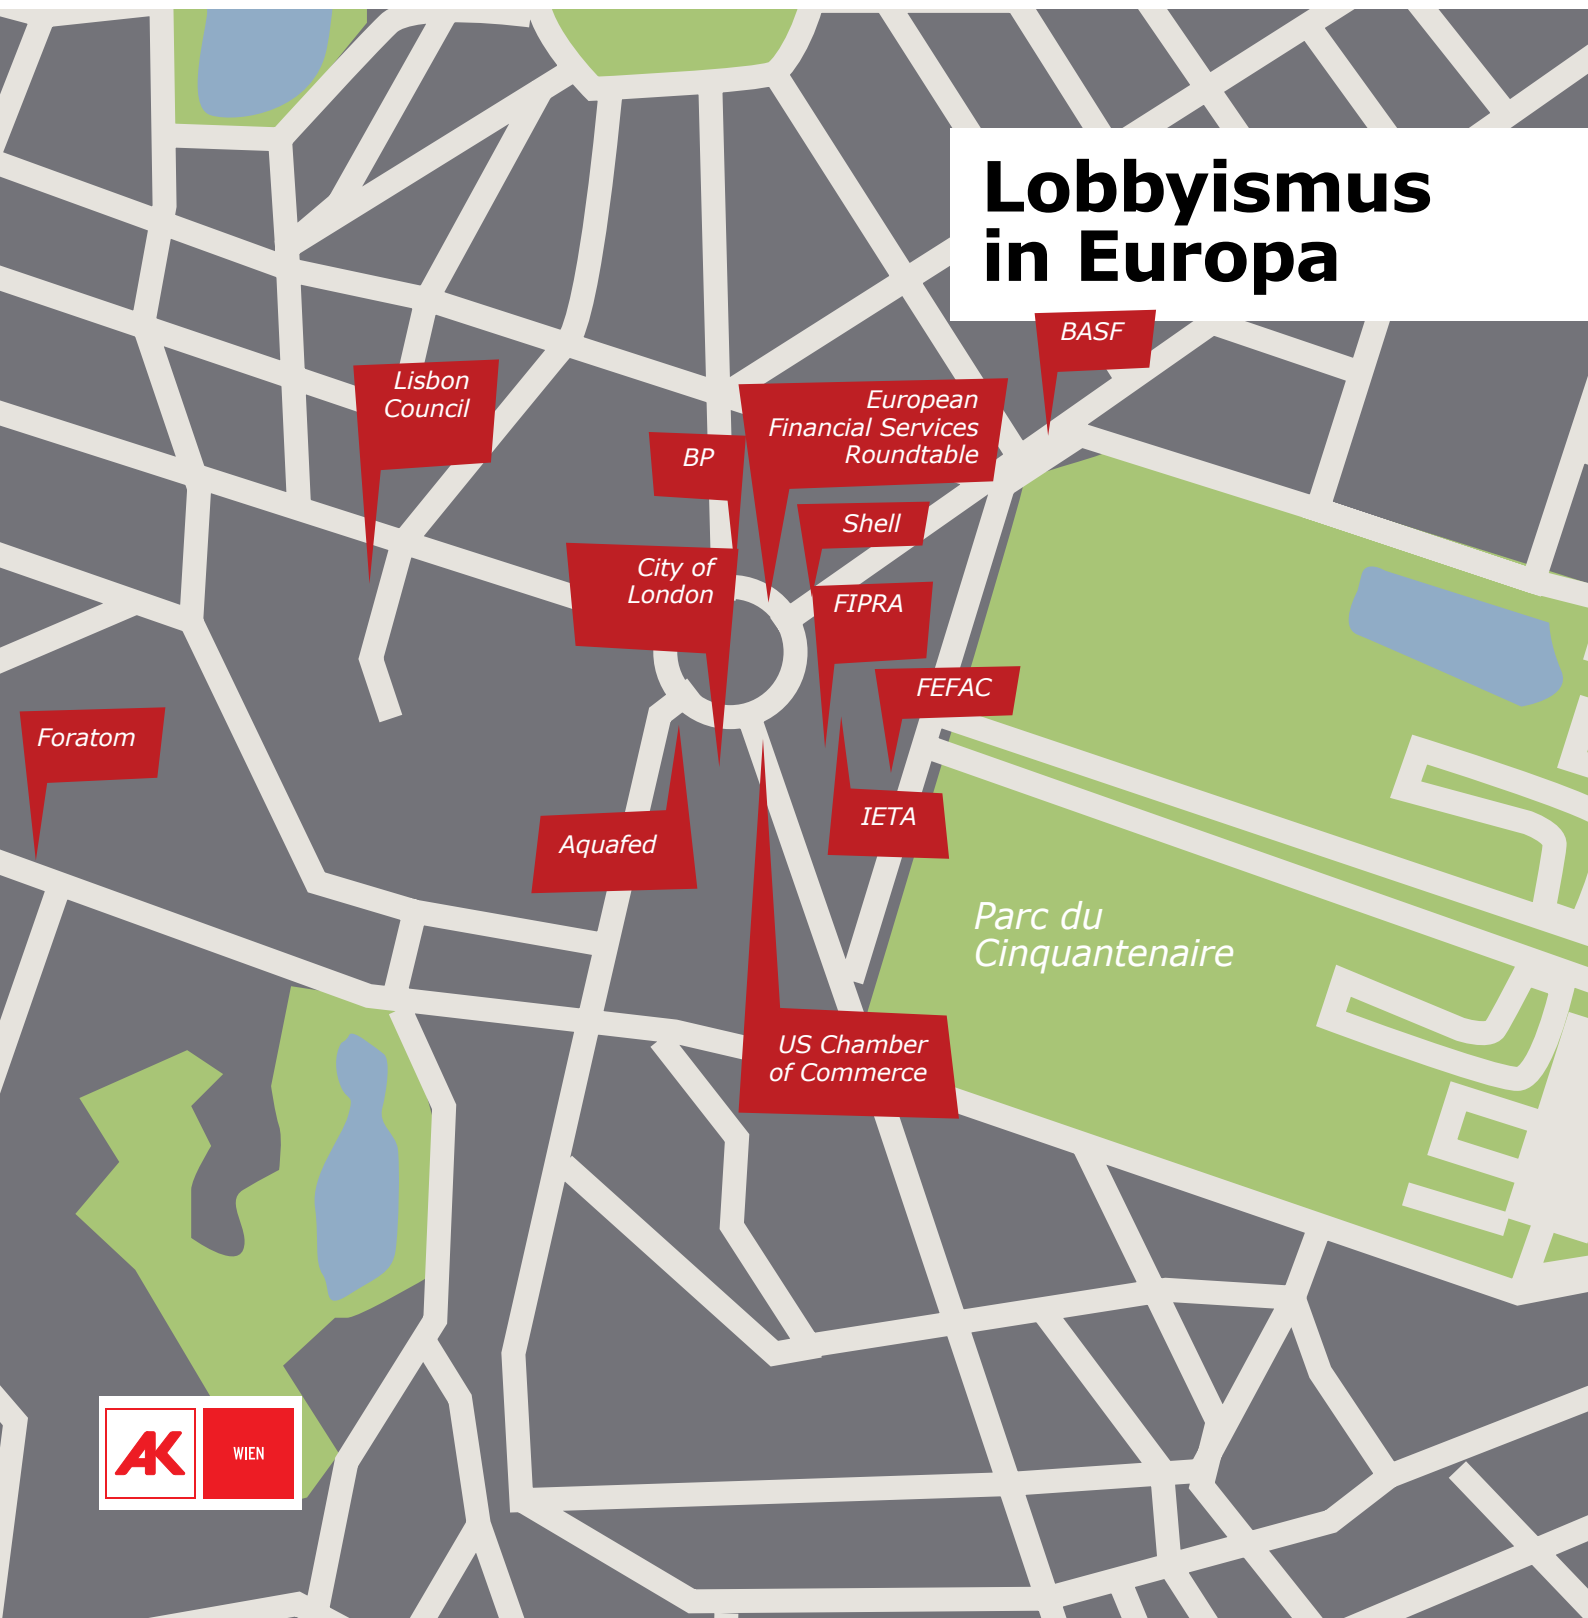 Lobbyismus
in Europa
BASF
Lisbon
Council
European
Financial Services
Roundtable
BP
Shell
City of
London
FIPRA
FEFAC
Foratom
IETA
Aquafed
Parc du
Cinquantenaire
US Chamber
of Commerce
AK
WIEN